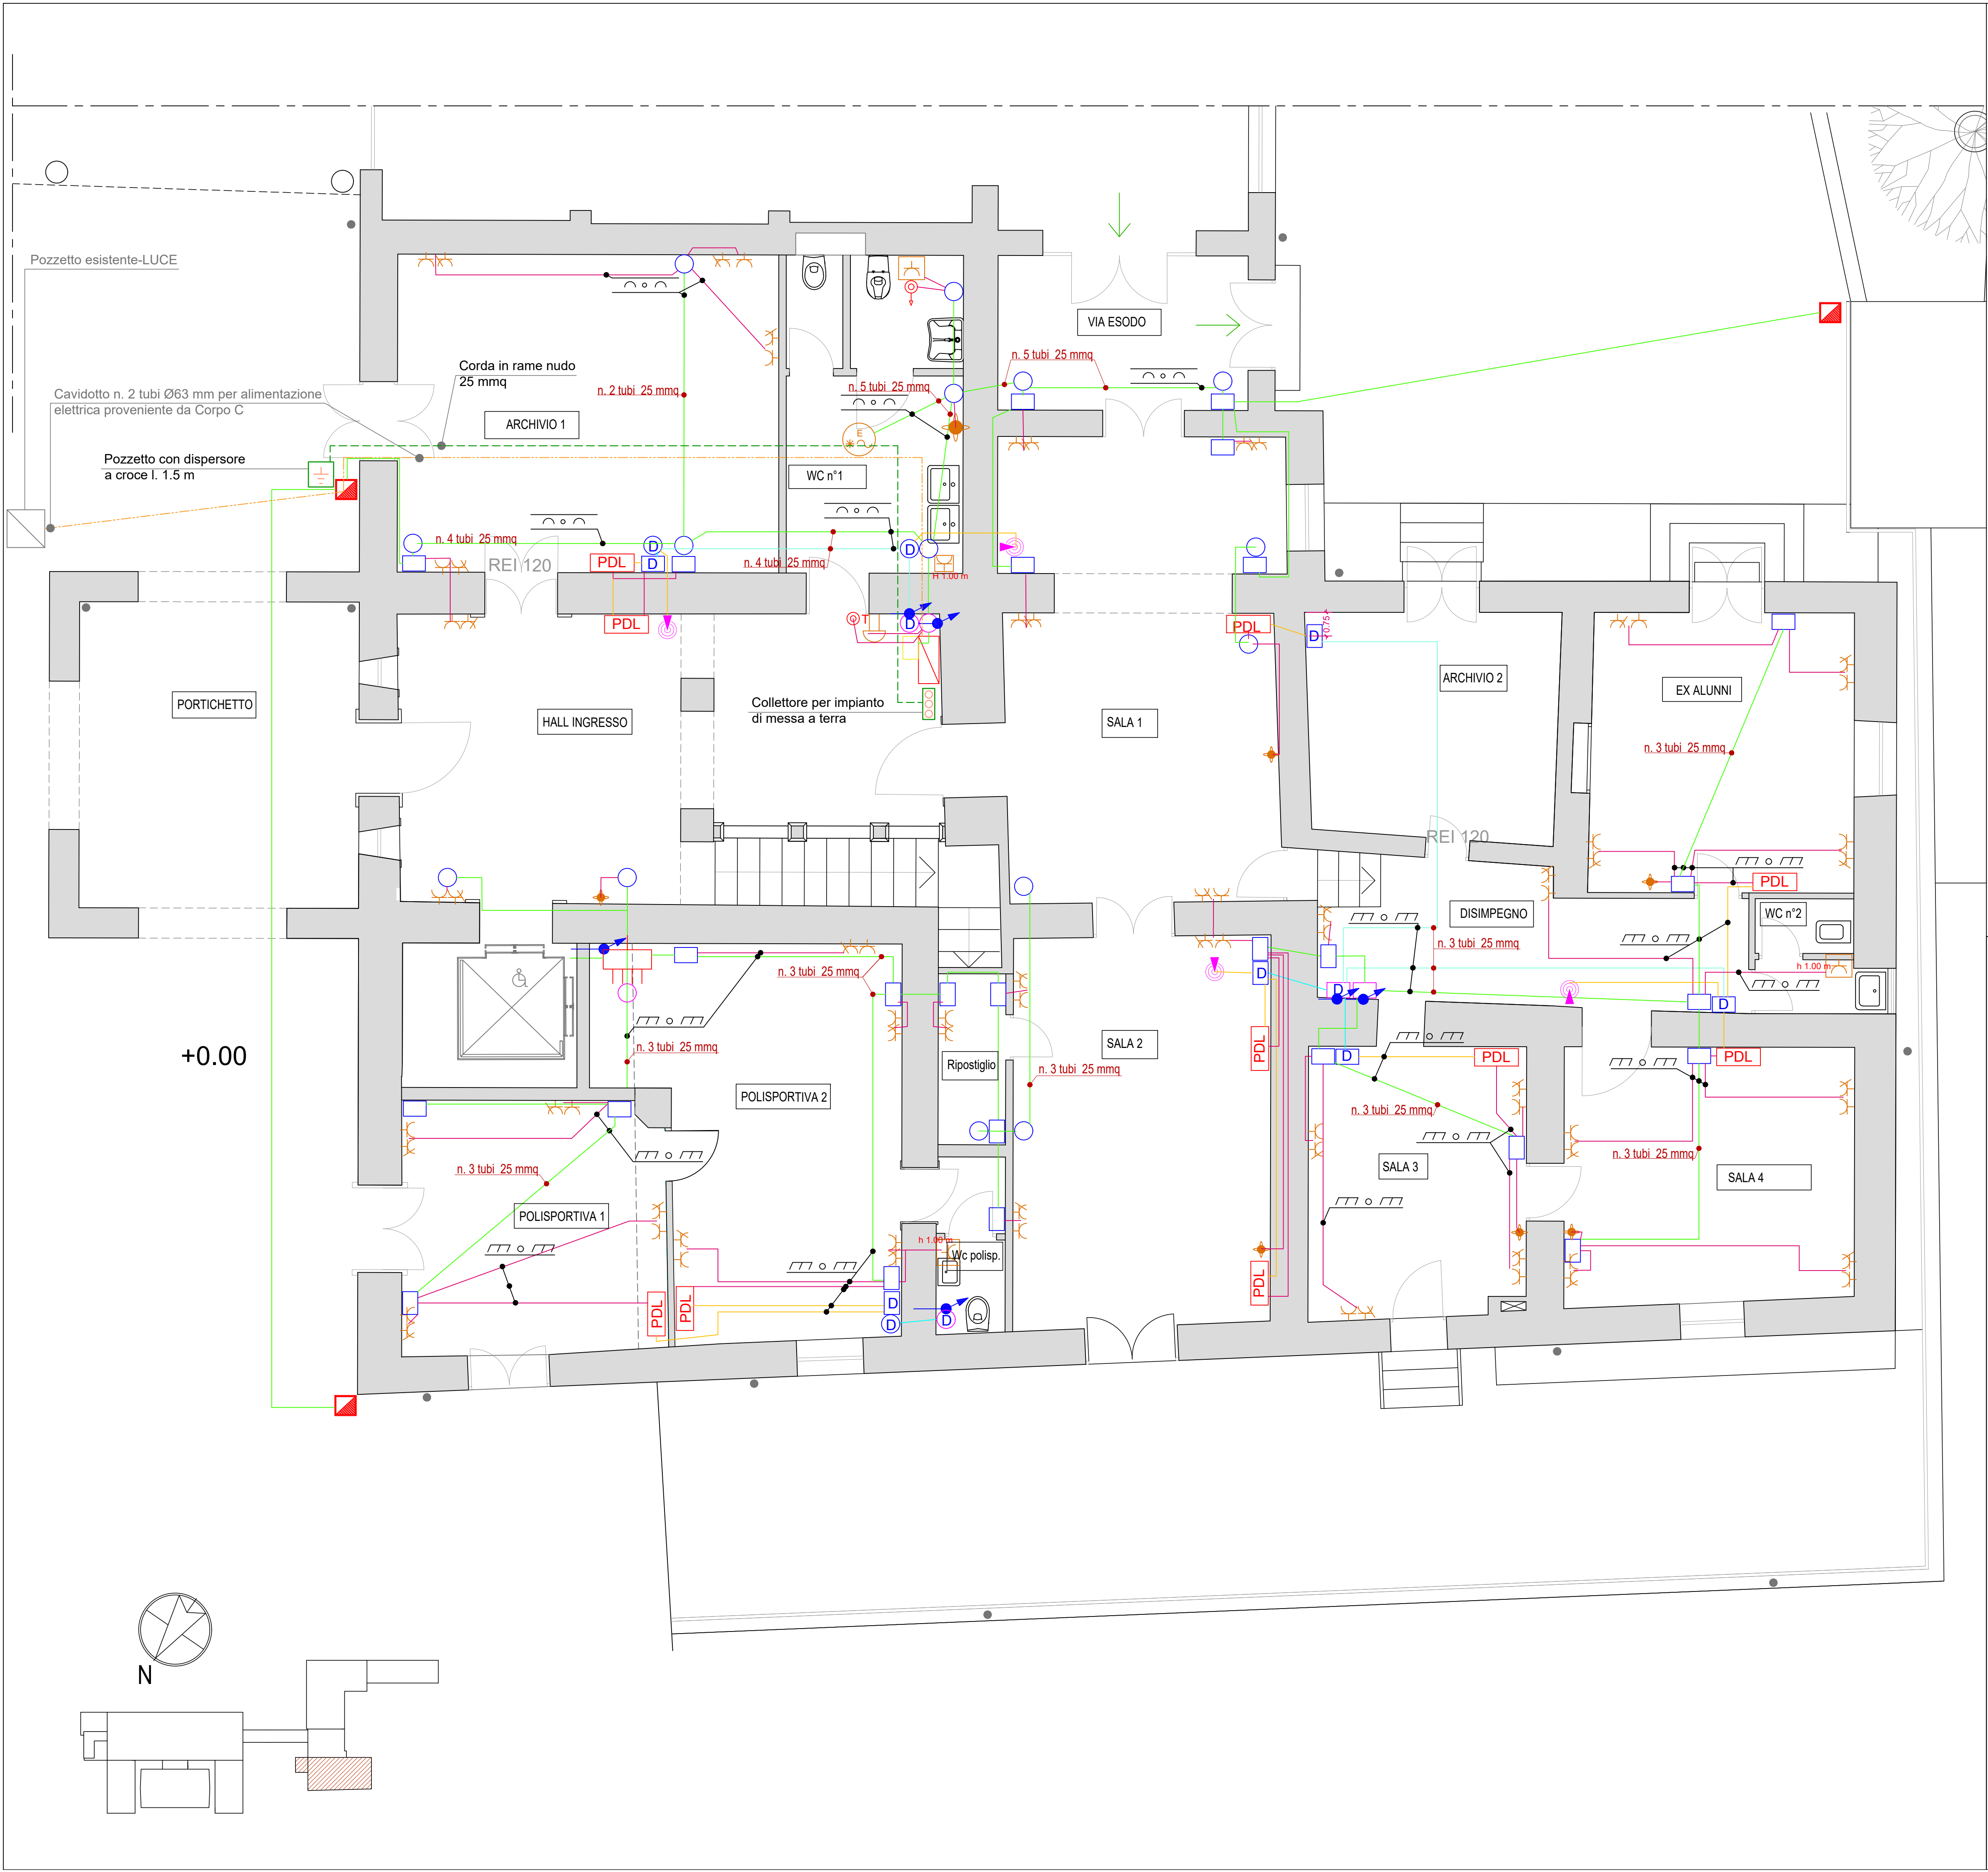 Pozzetto esistente-LUCE
Cavidotto n. 2 tubi Ø63 mm per alimentazione
elettrica proveniente da Corpo C
Corda in rame nudo
25 mmq
Pozzetto con dispersore
a croce l. 1.5 m
ARCHIVIO 1
n. 2 tubi 25 mmq
n. 5 tubi 25 mmq
E
WC n°1
VIA ESODO
n. 5 tubi 25 mmq
n. 4 tubi 25 mmq
REI 120
PDL
D
D
n. 4 tubi 25 mmq
D
H 1.00 m
PDL
T
D
PORTICHETTO
HALL INGRESSO
Collettore per impianto
di messa a terra
SALA 1
PDL
D
0.75
ARCHIVIO 2
REI 120
EX ALUNNI
n. 3 tubi 25 mmq
PDL
WC n°2
h 1.00 m
DISIMPEGNO
n. 3 tubi 25 mmq
D
D
D
PDL
+0.00
n. 3 tubi 25 mmq
n. 3 tubi 25 mmq
POLISPORTIVA 2
Ripostiglio
SALA 2
n. 3 tubi 25 mmq
D
PDL
PDL
D
PDL
n. 3 tubi 25 mmq
SALA 3
n. 3 tubi 25 mmq
SALA 4
n. 3 tubi 25 mmq
POLISPORTIVA 1
PDL
PDL
h 1.00 m
Wc polisp.
D
D
D
N